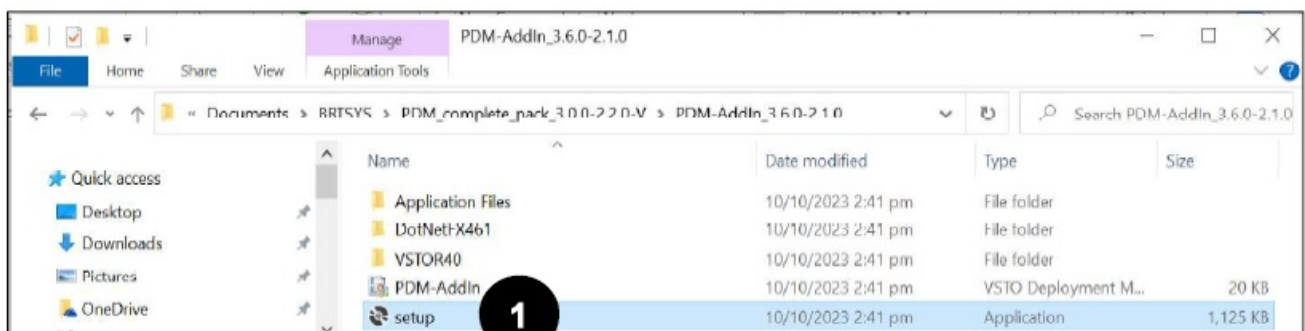 Manage PDM-AddIn_3.6.0-2.1.0
File Home Share View Application Tools
« Documents > BRTSYS > PDM_complete_pack_3.0.0-2.2.0-V > PDM-AddIn_3.6.0-2.1.0 Search PDM-AddIn_3.6.0-2.1.0
Name Date modified Type Size
Quick access
Application Files 10/10/2023 2:41 pm File folder
Desktop
DotNetFX461 10/10/2023 2:41 pm File folder
Downloads
VSTOR40 10/10/2023 2:41 pm File folder
Pictures
PDM-AddIn 10/10/2023 2:41 pm VSTO Deployment M... 20 KB
OneDrive
setup 1 10/10/2023 2:41 pm Application 1,125 KB